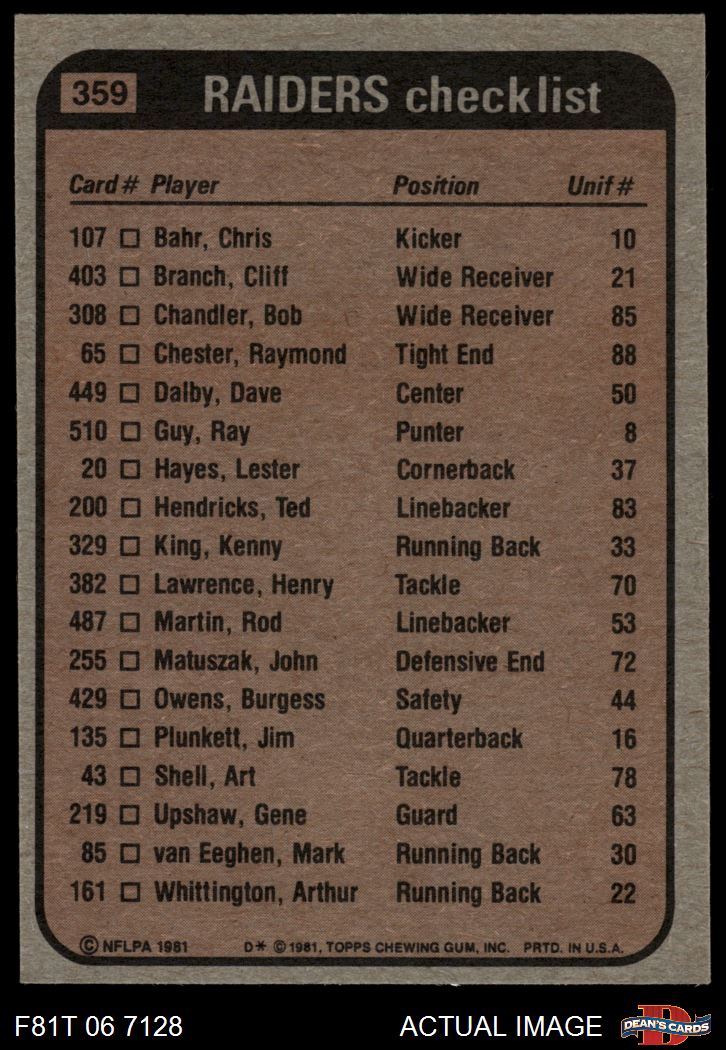 359 RAIDERS checklist
Card# Player Position Unif#
107 □ Bahr, Chris Kicker 10
403 □ Branch, Cliff Wide Receiver 21
308 □ Chandler, Bob Wide Receiver 85
65 □ Chester, Raymond Tight End 88
449 □ Dalby, Dave Center 50
510 □ Guy, Ray Punter 8
20 □ Hayes, Lester Cornerback 37
200 □ Hendricks, Ted Linebacker 83
329 □ King, Kenny Running Back 33
382 □ Lawrence, Henry Tackle 70
487 □ Martin, Rod Linebacker 53
255 □ Matuszak, John Defensive End 72
429 □ Owens, Burgess Safety 44
135 □ Plunkett, Jim Quarterback 16
43 □ Shell, Art Tackle 78
219 □ Upshaw, Gene Guard 63
85 □ van Eeghen, Mark Running Back 30
161 □ Whittington, Arthur Running Back 22
© NFLPA 1981 D* © 1981, TOPPS CHEWING GUM, INC. PRTD. IN U.S.A.
F81T 06 7128 ACTUAL IMAGE D DEAN'S CARDS